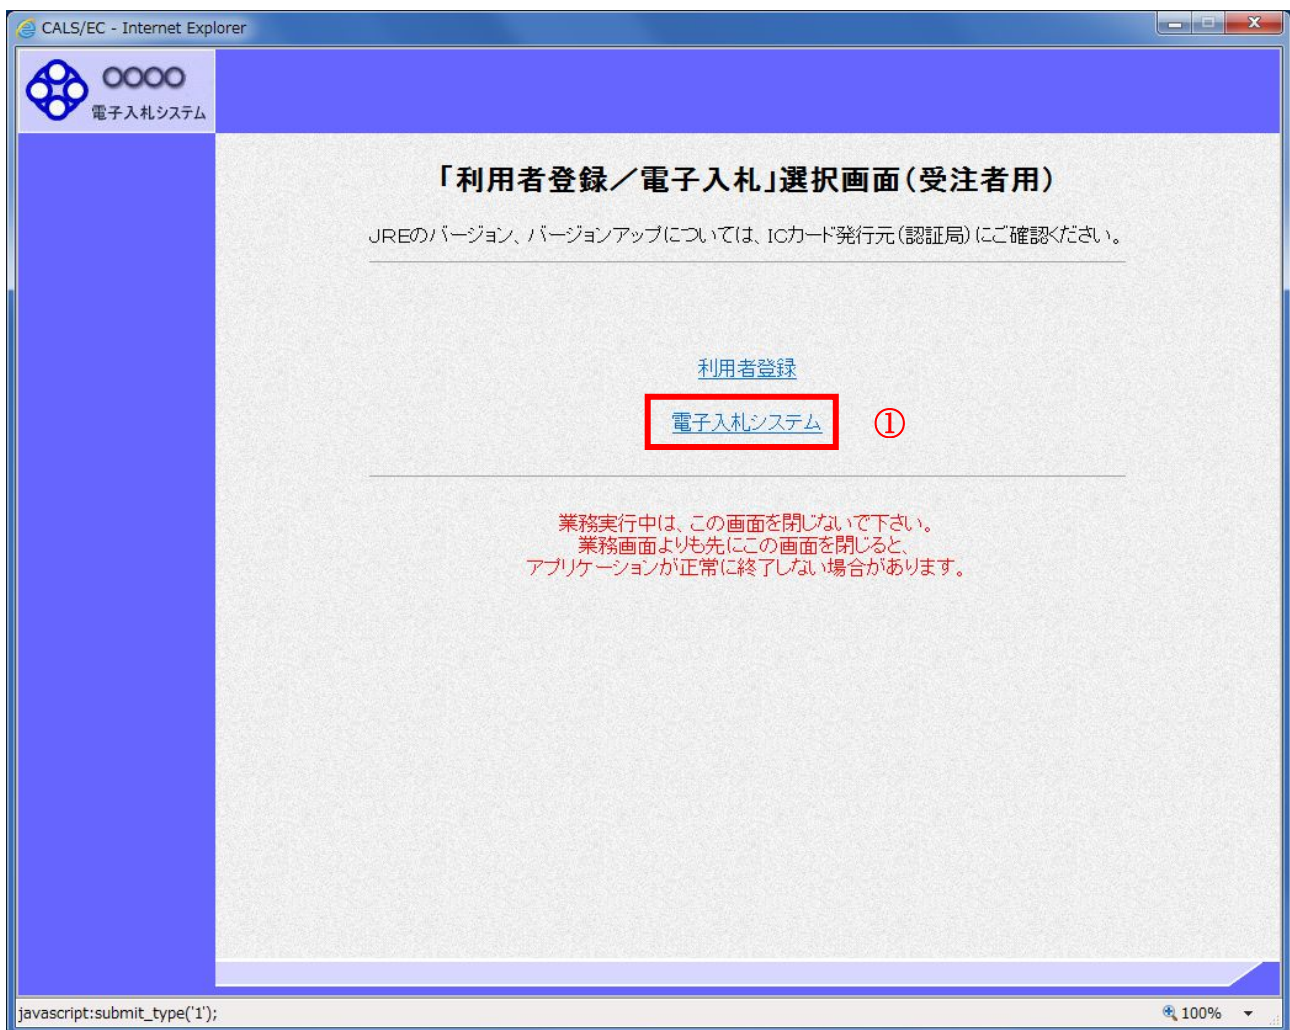 CALS/EC - Internet Explorer
〇〇〇〇
電子入札システム
「利用者登録／電子入札」選択画面（受注者用）
JREのバージョン、バージョンアップについては、ICカード発行元（認証局）にご確認ください。
利用者登録
電子入札システム ①
業務実行中は、この画面を閉じないで下さい。
業務画面よりも先にこの画面を閉じると、
アプリケーションが正常に終了しない場合があります。
javascript:submit_type('1'); 100%